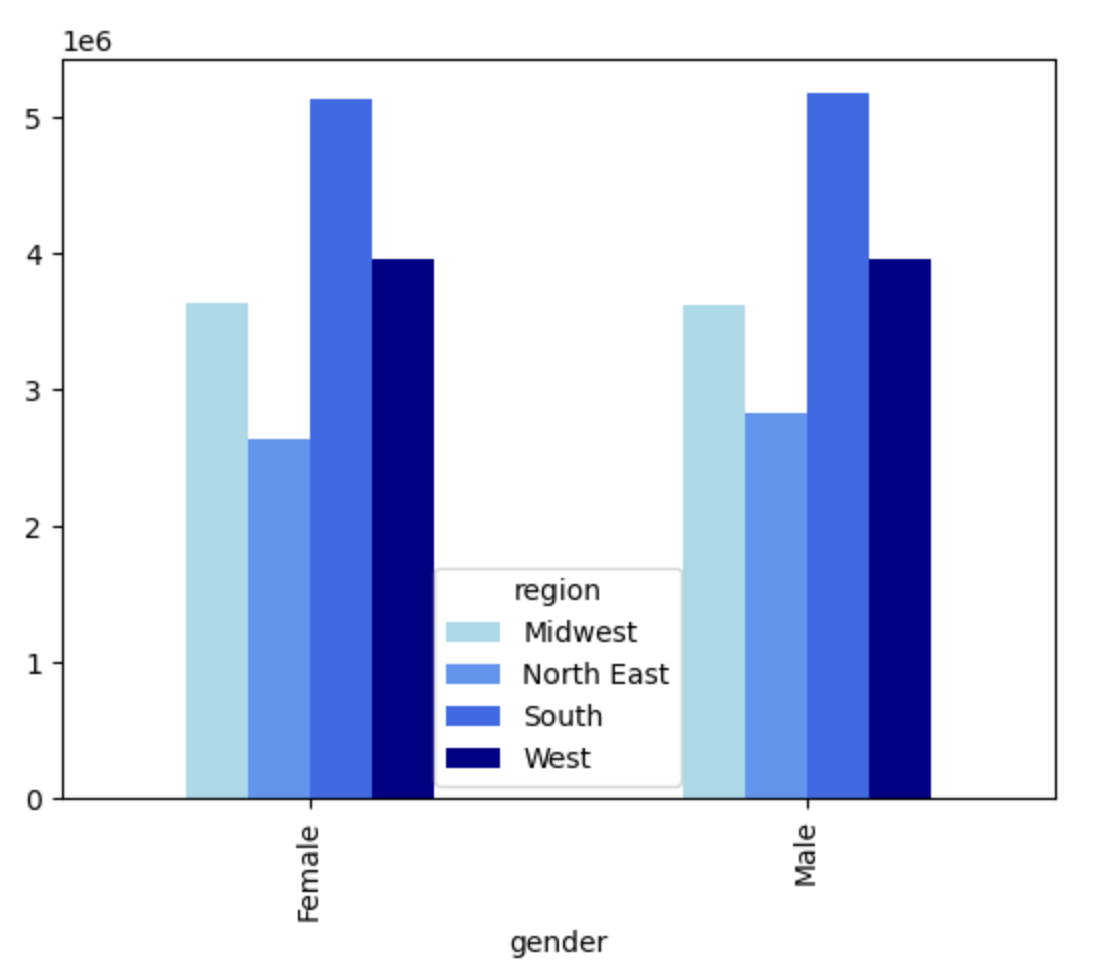 1e6
5
4
3
2
1
0
region
Midwest
North East
South
West
Female
Male
gender